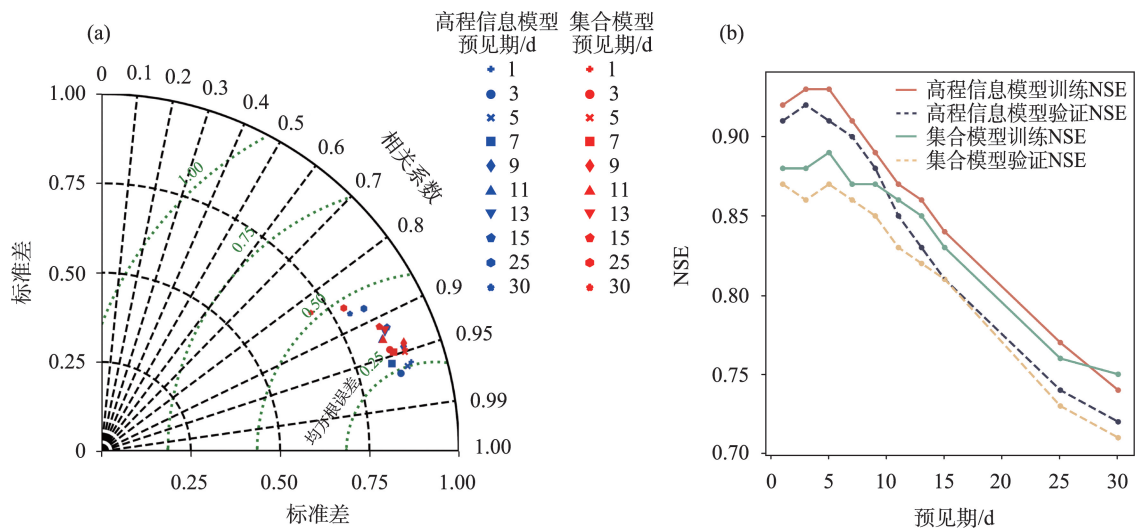 (a)
高程信息模型 集合模型
预见期/d 预见期/d
1 1
3 3
5 5
7 7
9 9
11 11
13 13
15 15
25 25
30 30
0 0.1 0.2 0.3 0.4 0.5 0.6 0.7 0.8 0.9 0.95 0.99 1.00
相关系数
1.00
0.75
0.50
0.25
0
标准差
1.00
0.75
0.50
0.25
均方根误差
0.25 0.50 0.75 1.00
标准差
(b)
高程信息模型训练NSE
高程信息模型验证NSE
集合模型训练NSE
集合模型验证NSE
0.90
0.85
0.80
0.75
0.70
NSE
0 5 10 15 20 25 30
预见期/d